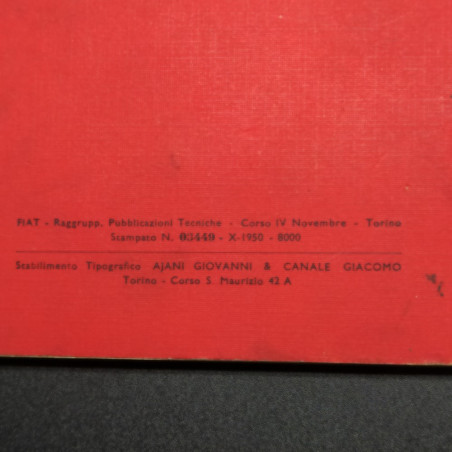 FIAT - Raggrupp. Pubblicazioni Tecniche - Corso IV Novembre - Torino
Stampato N. 03449 - X-1950 - 8000
Stabilimento Tipografico AJANI GIOVANNI & CANALE GIACOMO
Torino - Corso S. Maurizio 42 A